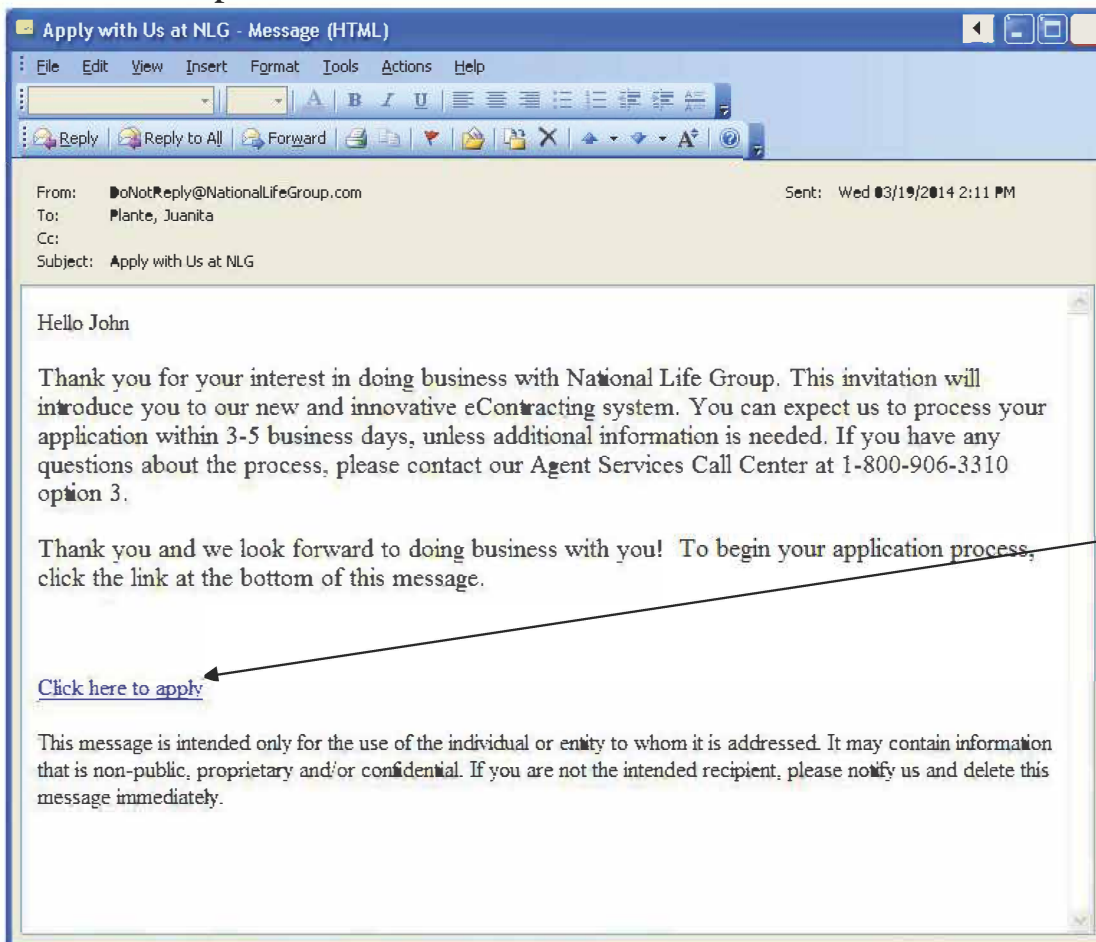 Apply with Us at NLG - Message (HTML)
File Edit View Insert Format Tools Actions Help
A B I U
Reply Reply to All Forward
From: DoNotReply@NationalLifeGroup.com Sent: Wed 03/19/2014 2:11 PM
To: Plante, Juanita
Cc:
Subject: Apply with Us at NLG
Hello John
Thank you for your interest in doing business with National Life Group. This invitation will
introduce you to our new and innovative eContracting system. You can expect us to process your
application within 3-5 business days, unless additional information is needed. If you have any
questions about the process, please contact our Agent Services Call Center at 1-800-906-3310
option 3.
Thank you and we look forward to doing business with you! To begin your application process,
click the link at the bottom of this message.
Click here to apply
This message is intended only for the use of the individual or entity to whom it is addressed. It may contain information
that is non-public, proprietary and/or confidential. If you are not the intended recipient, please notify us and delete this
message immediately.